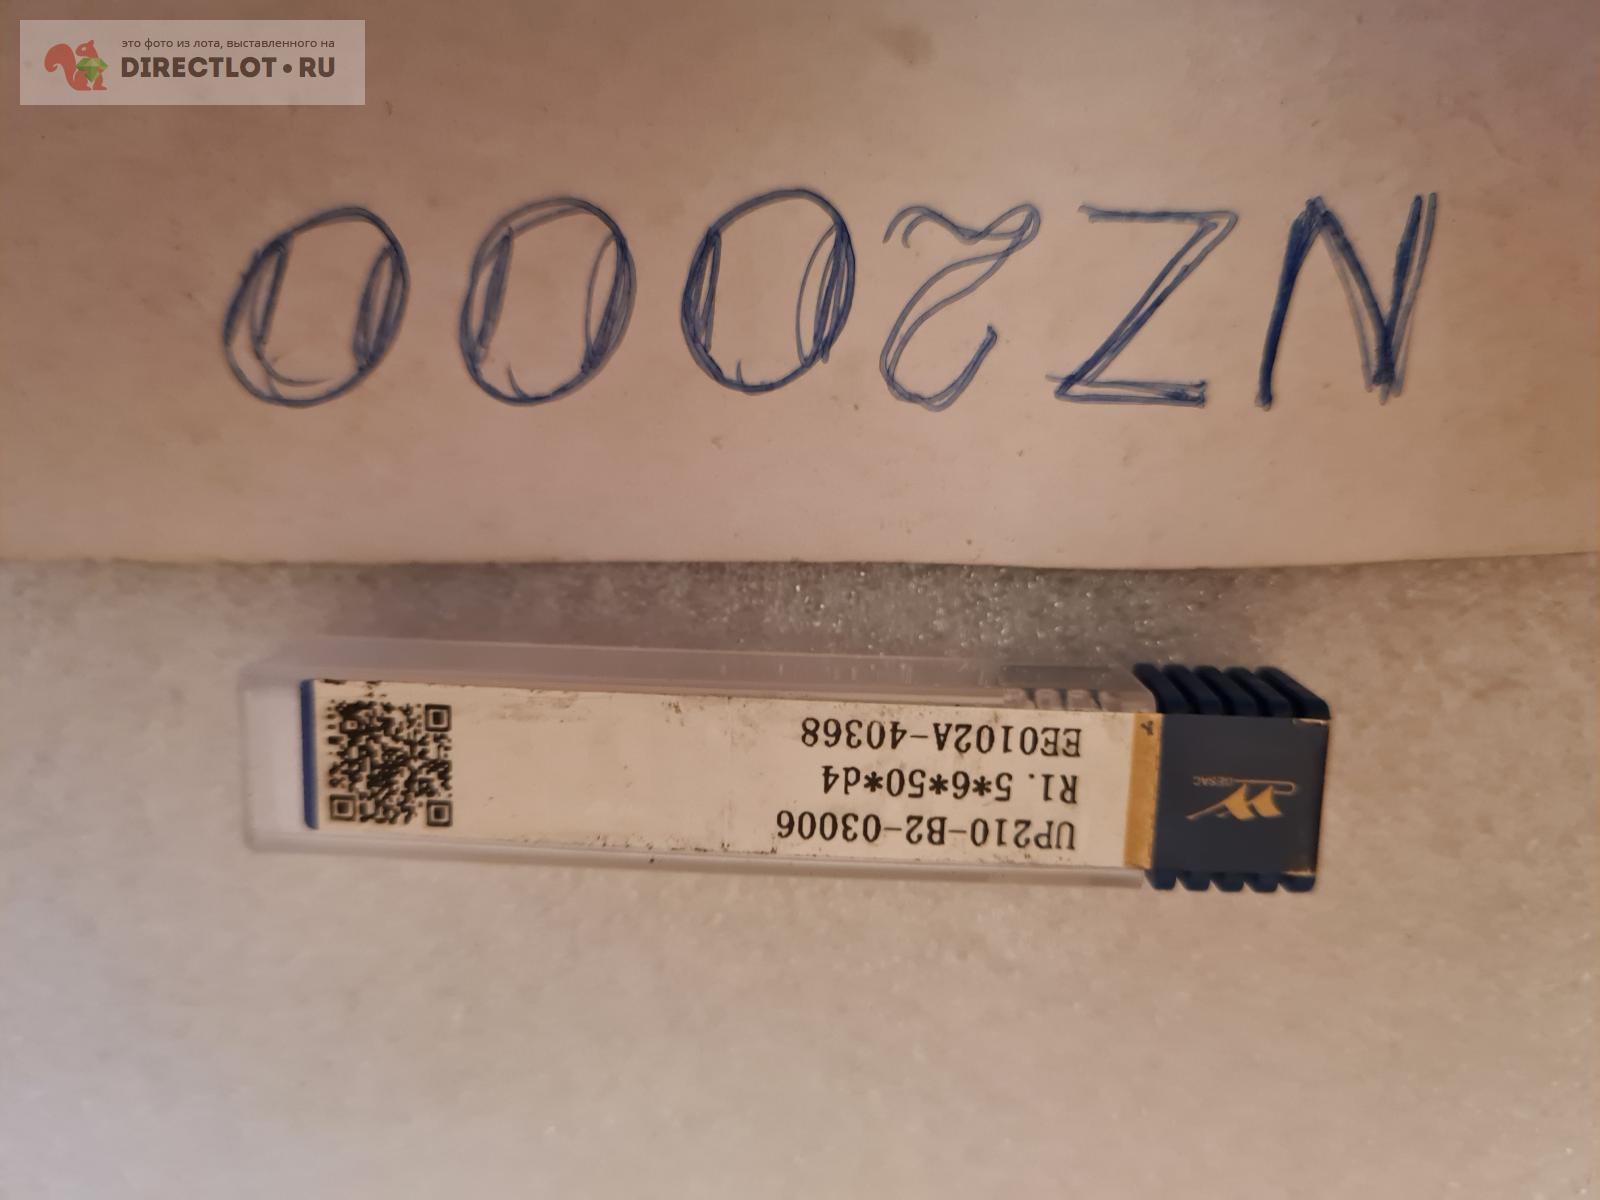 это фото из лота, выставленного на
DIRECTLOT•RU
NZ2000
GESAC
UP210-B2-03006
R1. 5*6*50*d4
EE0102A-40368